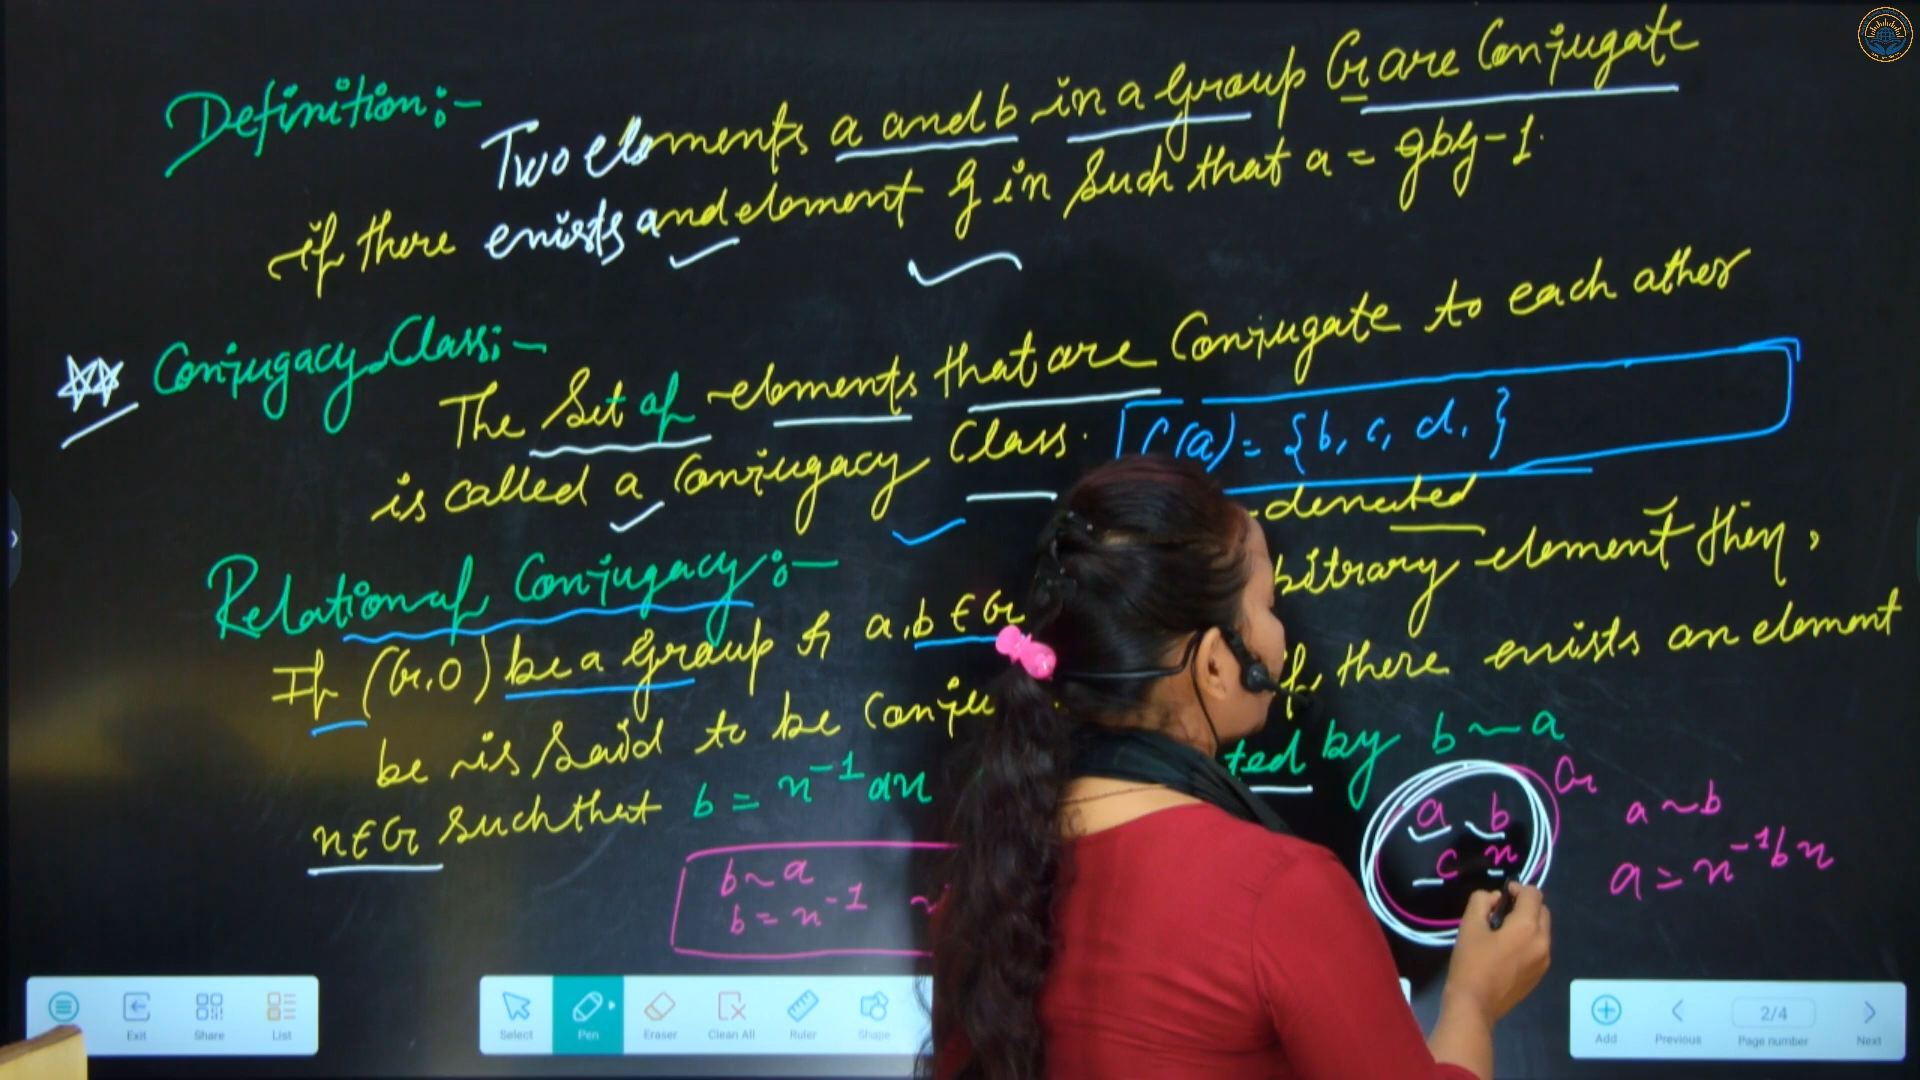 Definition:-
Two elements a and b in a group G are Conjugate
if there exists and element g in such that a = gbg-1.
Conjugacy Class:-
The set of elements that are Conjugate to each other
is called a Conjugacy Class. C(a) = {b, c, d, }
denoted
Relation of Conjugacy:-
If (G,0) be a group & a,b ∈ G bitrary element then,
be is said to be Conju if, there exists an element
x ∈ G such that b = x⁻¹ax ted by b ~ a
b~a
b = x⁻¹
a b
c x
G
a ~ b
a = x⁻¹bx
Exit
Share
List
Select
Pen
Eraser
Clean All
Ruler
Shape
Add
Previous
2/4
Page number
Next